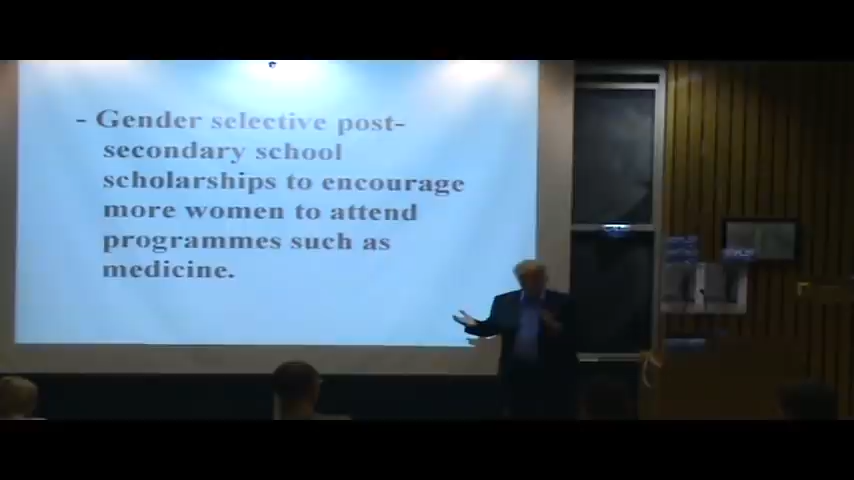 - Gender selective post-
secondary school
scholarships to encourage
more women to attend
programmes such as
medicine.